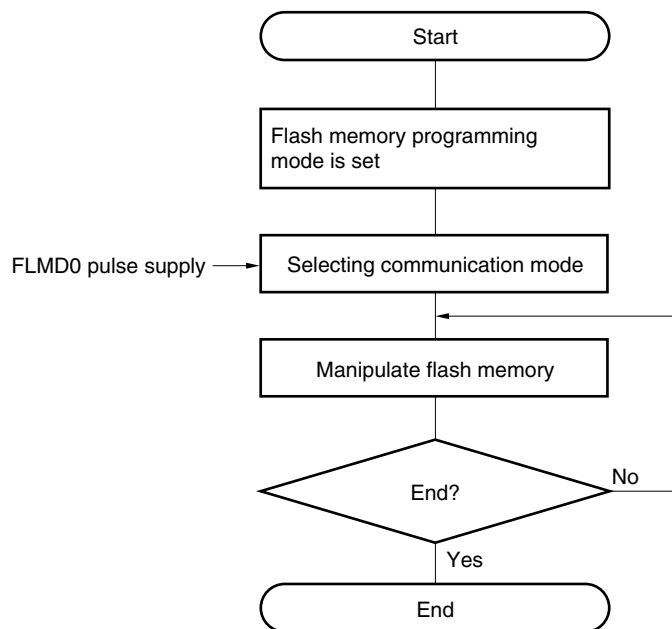 Start
Flash memory programming
mode is set
FLMD0 pulse supply
Selecting communication mode
Manipulate flash memory
End?
No
Yes
End